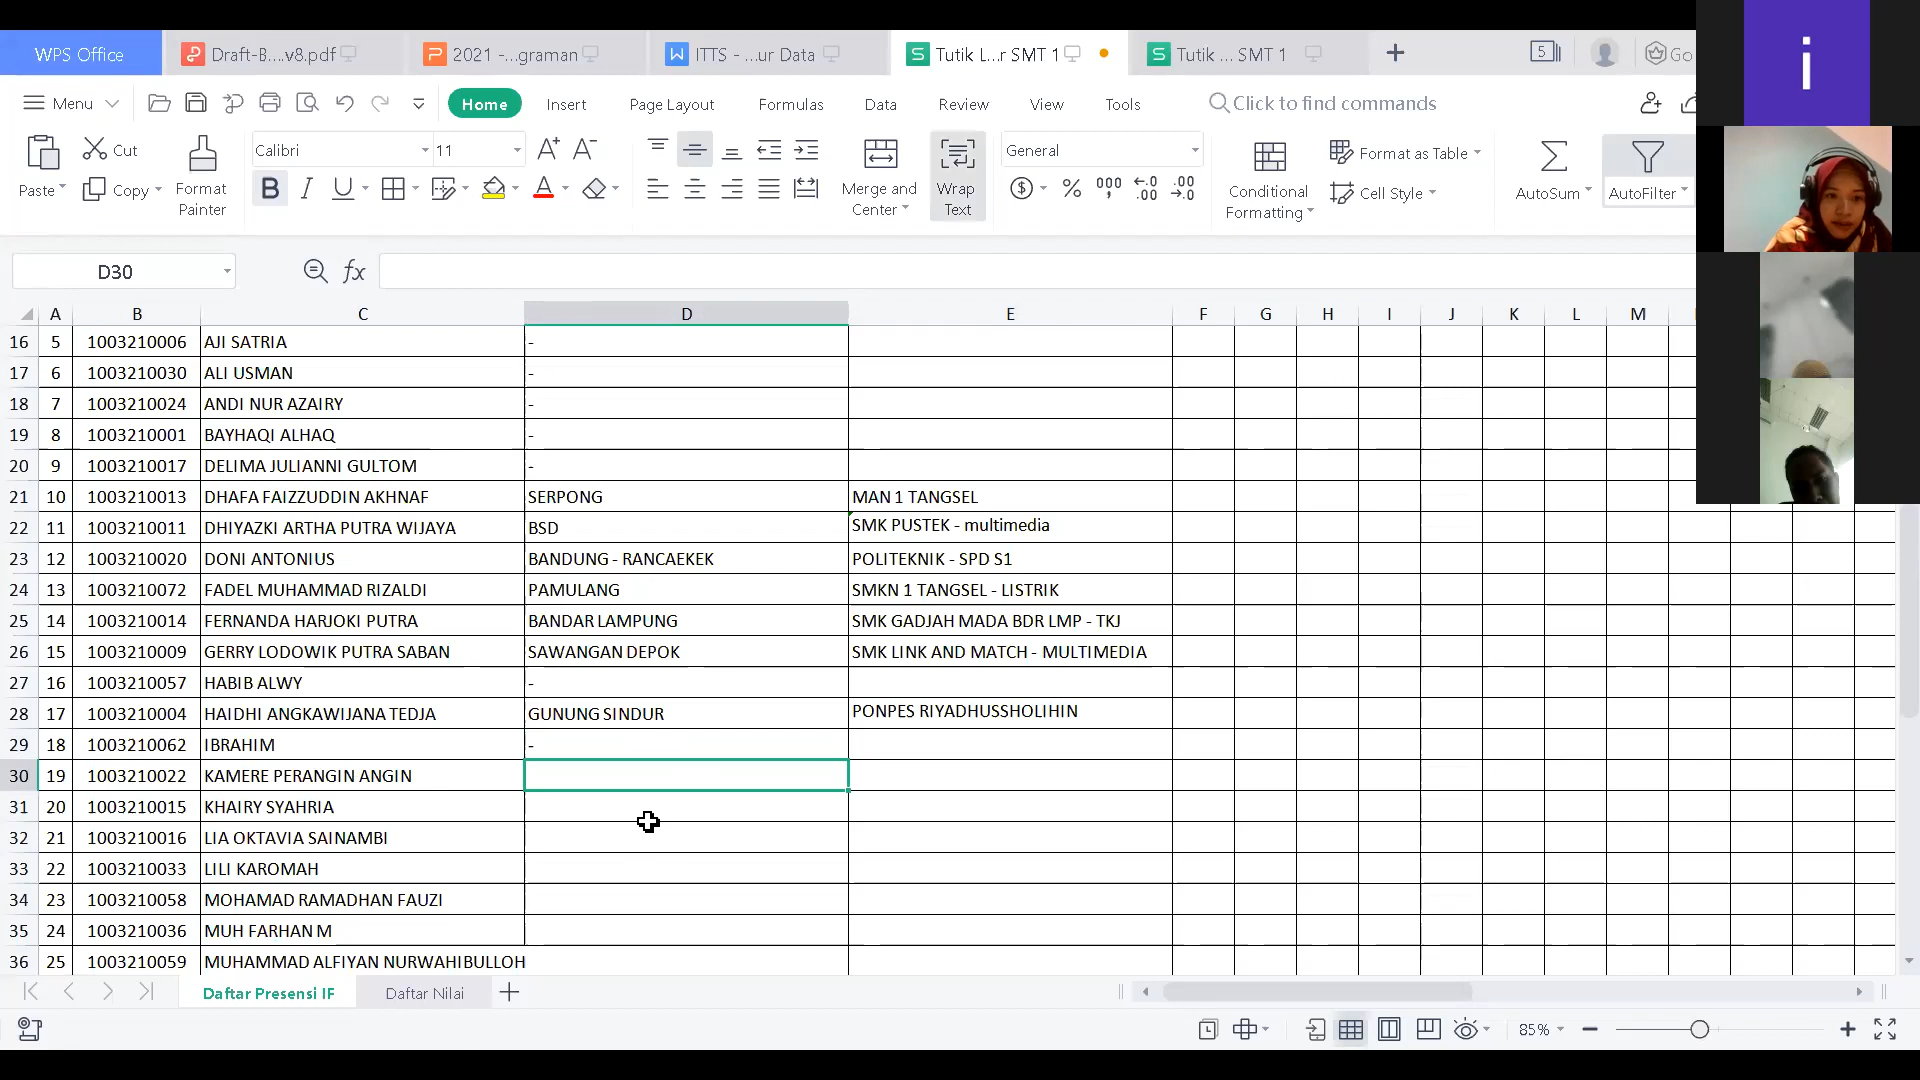 WPS Office Draft-B....v8.pdf 2021 -...graman ITTS - ...ur Data Tutik L...r SMT 1 Tutik ... SMT 1 + 5 Go
Menu Home Insert Page Layout Formulas Data Review View Tools Click to find commands
Paste Cut Copy Format Painter Calibri 11 A+ A- B I U A Merge and Center Wrap Text General $ % 000 ←.0 .00 .00 →.0 Conditional Formatting Format as Table Cell Style AutoSum AutoFilter
D30 fx
A B C D E F G H I J K L M
16 5 1003210006 AJI SATRIA -
17 6 1003210030 ALI USMAN -
18 7 1003210024 ANDI NUR AZAIRY -
19 8 1003210001 BAYHAQI ALHAQ -
20 9 1003210017 DELIMA JULIANNI GULTOM -
21 10 1003210013 DHAFA FAIZZUDDIN AKHNAF SERPONG MAN 1 TANGSEL
22 11 1003210011 DHIYAZKI ARTHA PUTRA WIJAYA BSD SMK PUSTEK - multimedia
23 12 1003210020 DONI ANTONIUS BANDUNG - RANCAEKEK POLITEKNIK - SPD S1
24 13 1003210072 FADEL MUHAMMAD RIZALDI PAMULANG SMKN 1 TANGSEL - LISTRIK
25 14 1003210014 FERNANDA HARJOKI PUTRA BANDAR LAMPUNG SMK GADJAH MADA BDR LMP - TKJ
26 15 1003210009 GERRY LODOWIK PUTRA SABAN SAWANGAN DEPOK SMK LINK AND MATCH - MULTIMEDIA
27 16 1003210057 HABIB ALWY -
28 17 1003210004 HAIDHI ANGKAWIJANA TEDJA GUNUNG SINDUR PONPES RIYADHUSSHOLIHIN
29 18 1003210062 IBRAHIM -
30 19 1003210022 KAMERE PERANGIN ANGIN
31 20 1003210015 KHAIRY SYAHRIA
32 21 1003210016 LIA OKTAVIA SAINAMBI
33 22 1003210033 LILI KAROMAH
34 23 1003210058 MOHAMAD RAMADHAN FAUZI
35 24 1003210036 MUH FARHAN M
36 25 1003210059 MUHAMMAD ALFIYAN NURWAHIBULLOH
Daftar Presensi IF Daftar Nilai +
85% - +
i